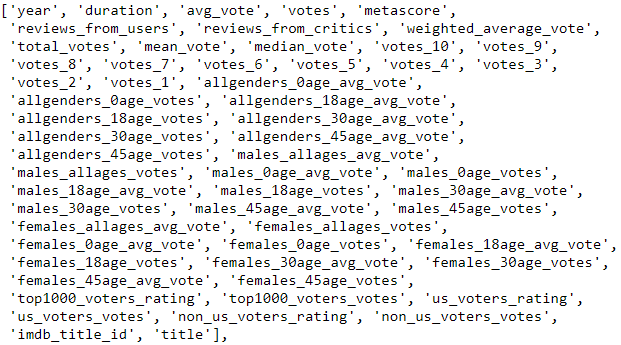 ['year', 'duration', 'avg_vote', 'votes', 'metascore',
'reviews_from_users', 'reviews_from_critics', 'weighted_average_vote',
'total_votes', 'mean_vote', 'median_vote', 'votes_10', 'votes_9',
'votes_8', 'votes_7', 'votes_6', 'votes_5', 'votes_4', 'votes_3',
'votes_2', 'votes_1', 'allgenders_0age_avg_vote',
'allgenders_0age_votes', 'allgenders_18age_avg_vote',
'allgenders_18age_votes', 'allgenders_30age_avg_vote',
'allgenders_30age_votes', 'allgenders_45age_avg_vote',
'allgenders_45age_votes', 'males_allages_avg_vote',
'males_allages_votes', 'males_0age_avg_vote', 'males_0age_votes',
'males_18age_avg_vote', 'males_18age_votes', 'males_30age_avg_vote',
'males_30age_votes', 'males_45age_avg_vote', 'males_45age_votes',
'females_allages_avg_vote', 'females_allages_votes',
'females_0age_avg_vote', 'females_0age_votes', 'females_18age_avg_vote',
'females_18age_votes', 'females_30age_avg_vote', 'females_30age_votes',
'females_45age_avg_vote', 'females_45age_votes',
'top1000_voters_rating', 'top1000_voters_votes', 'us_voters_rating',
'us_voters_votes', 'non_us_voters_rating', 'non_us_voters_votes',
'imdb_title_id', 'title'],